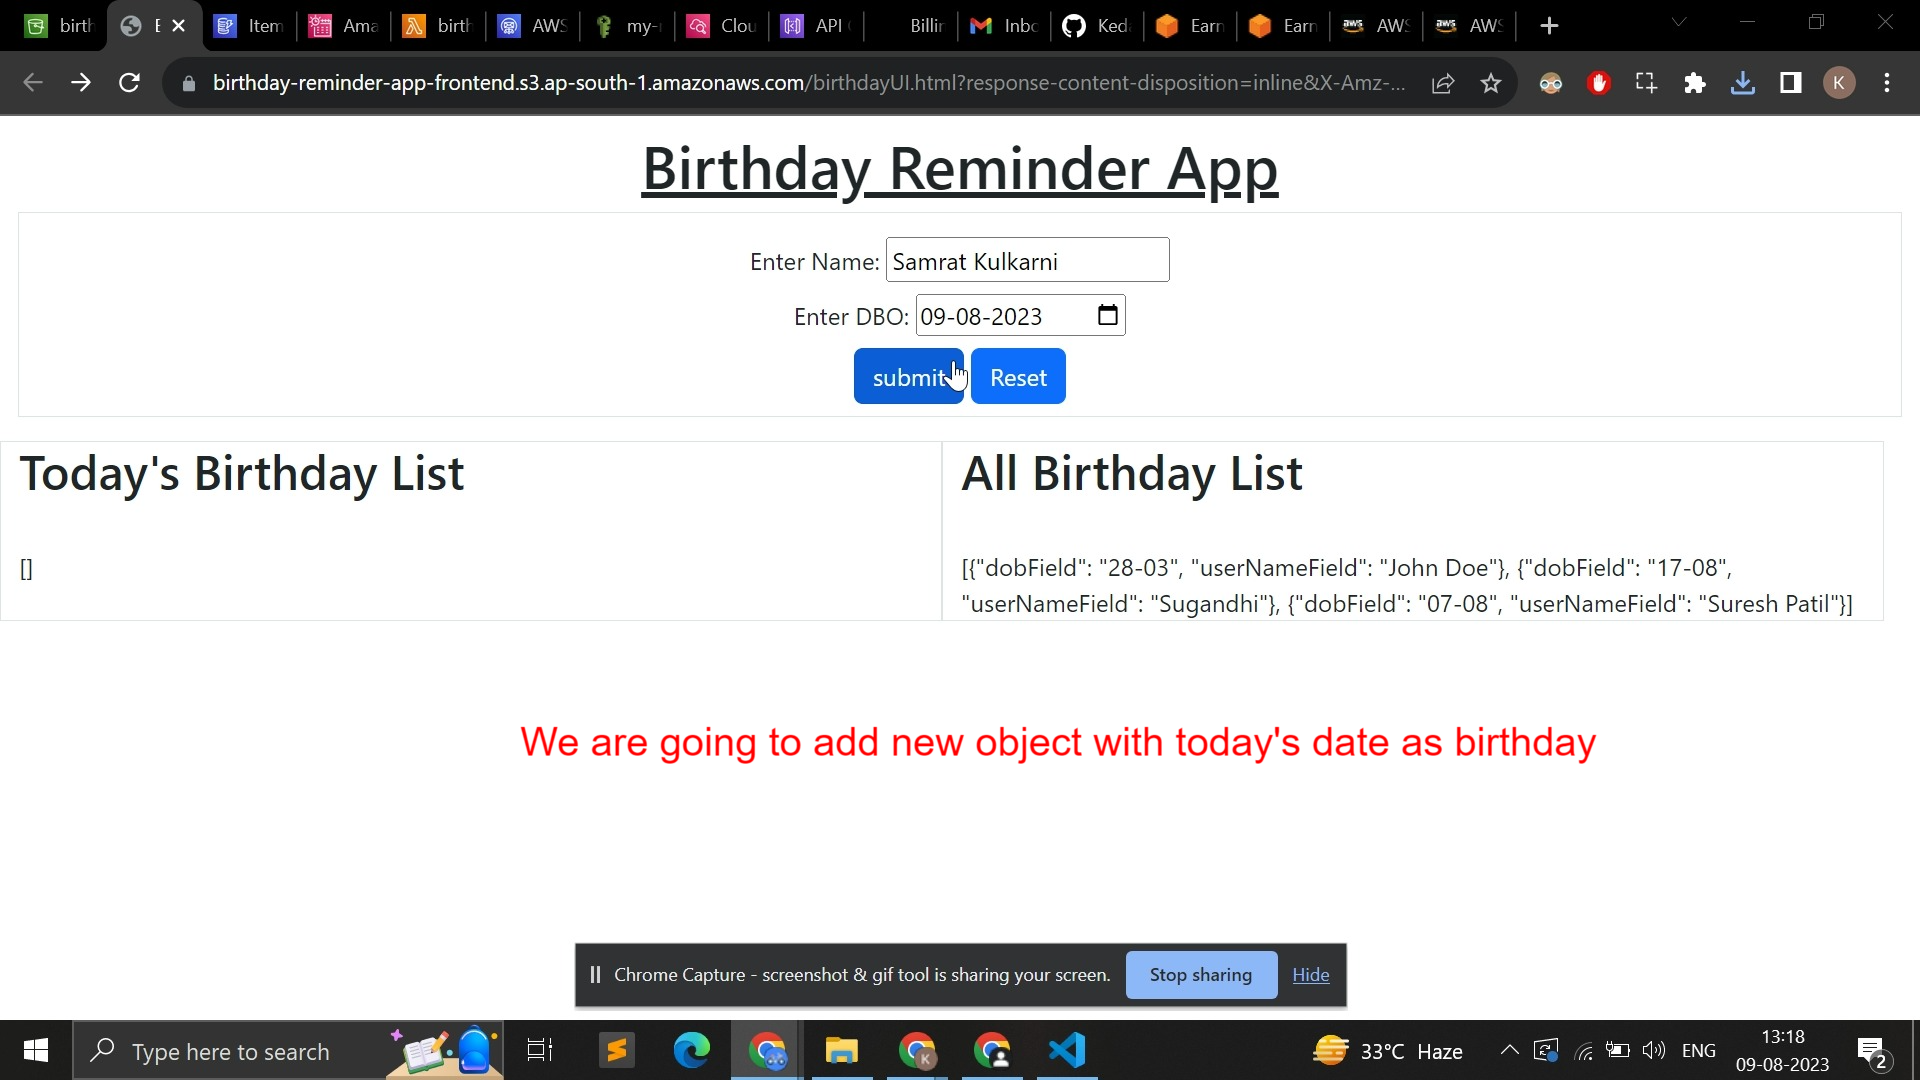 birth
E
Item
Ama
birth
AWS
my-
Clou
API
Billin
Inbo
Ked
Earn
Earn
AWS
AWS
birthday-reminder-app-frontend.s3.ap-south-1.amazonaws.com/birthdayUI.html?response-content-disposition=inline&X-Amz-...
K
Birthday Reminder App
Enter Name: Samrat Kulkarni
Enter DBO: 09-08-2023
submit Reset
Today's Birthday List
[]
All Birthday List
[{"dobField": "28-03", "userNameField": "John Doe"}, {"dobField": "17-08",
"userNameField": "Sugandhi"}, {"dobField": "07-08", "userNameField": "Suresh Patil"}]
We are going to add new object with today's date as birthday
Chrome Capture - screenshot & gif tool is sharing your screen. Stop sharing Hide
Type here to search
K
33°C Haze
ENG
13:18
09-08-2023
2